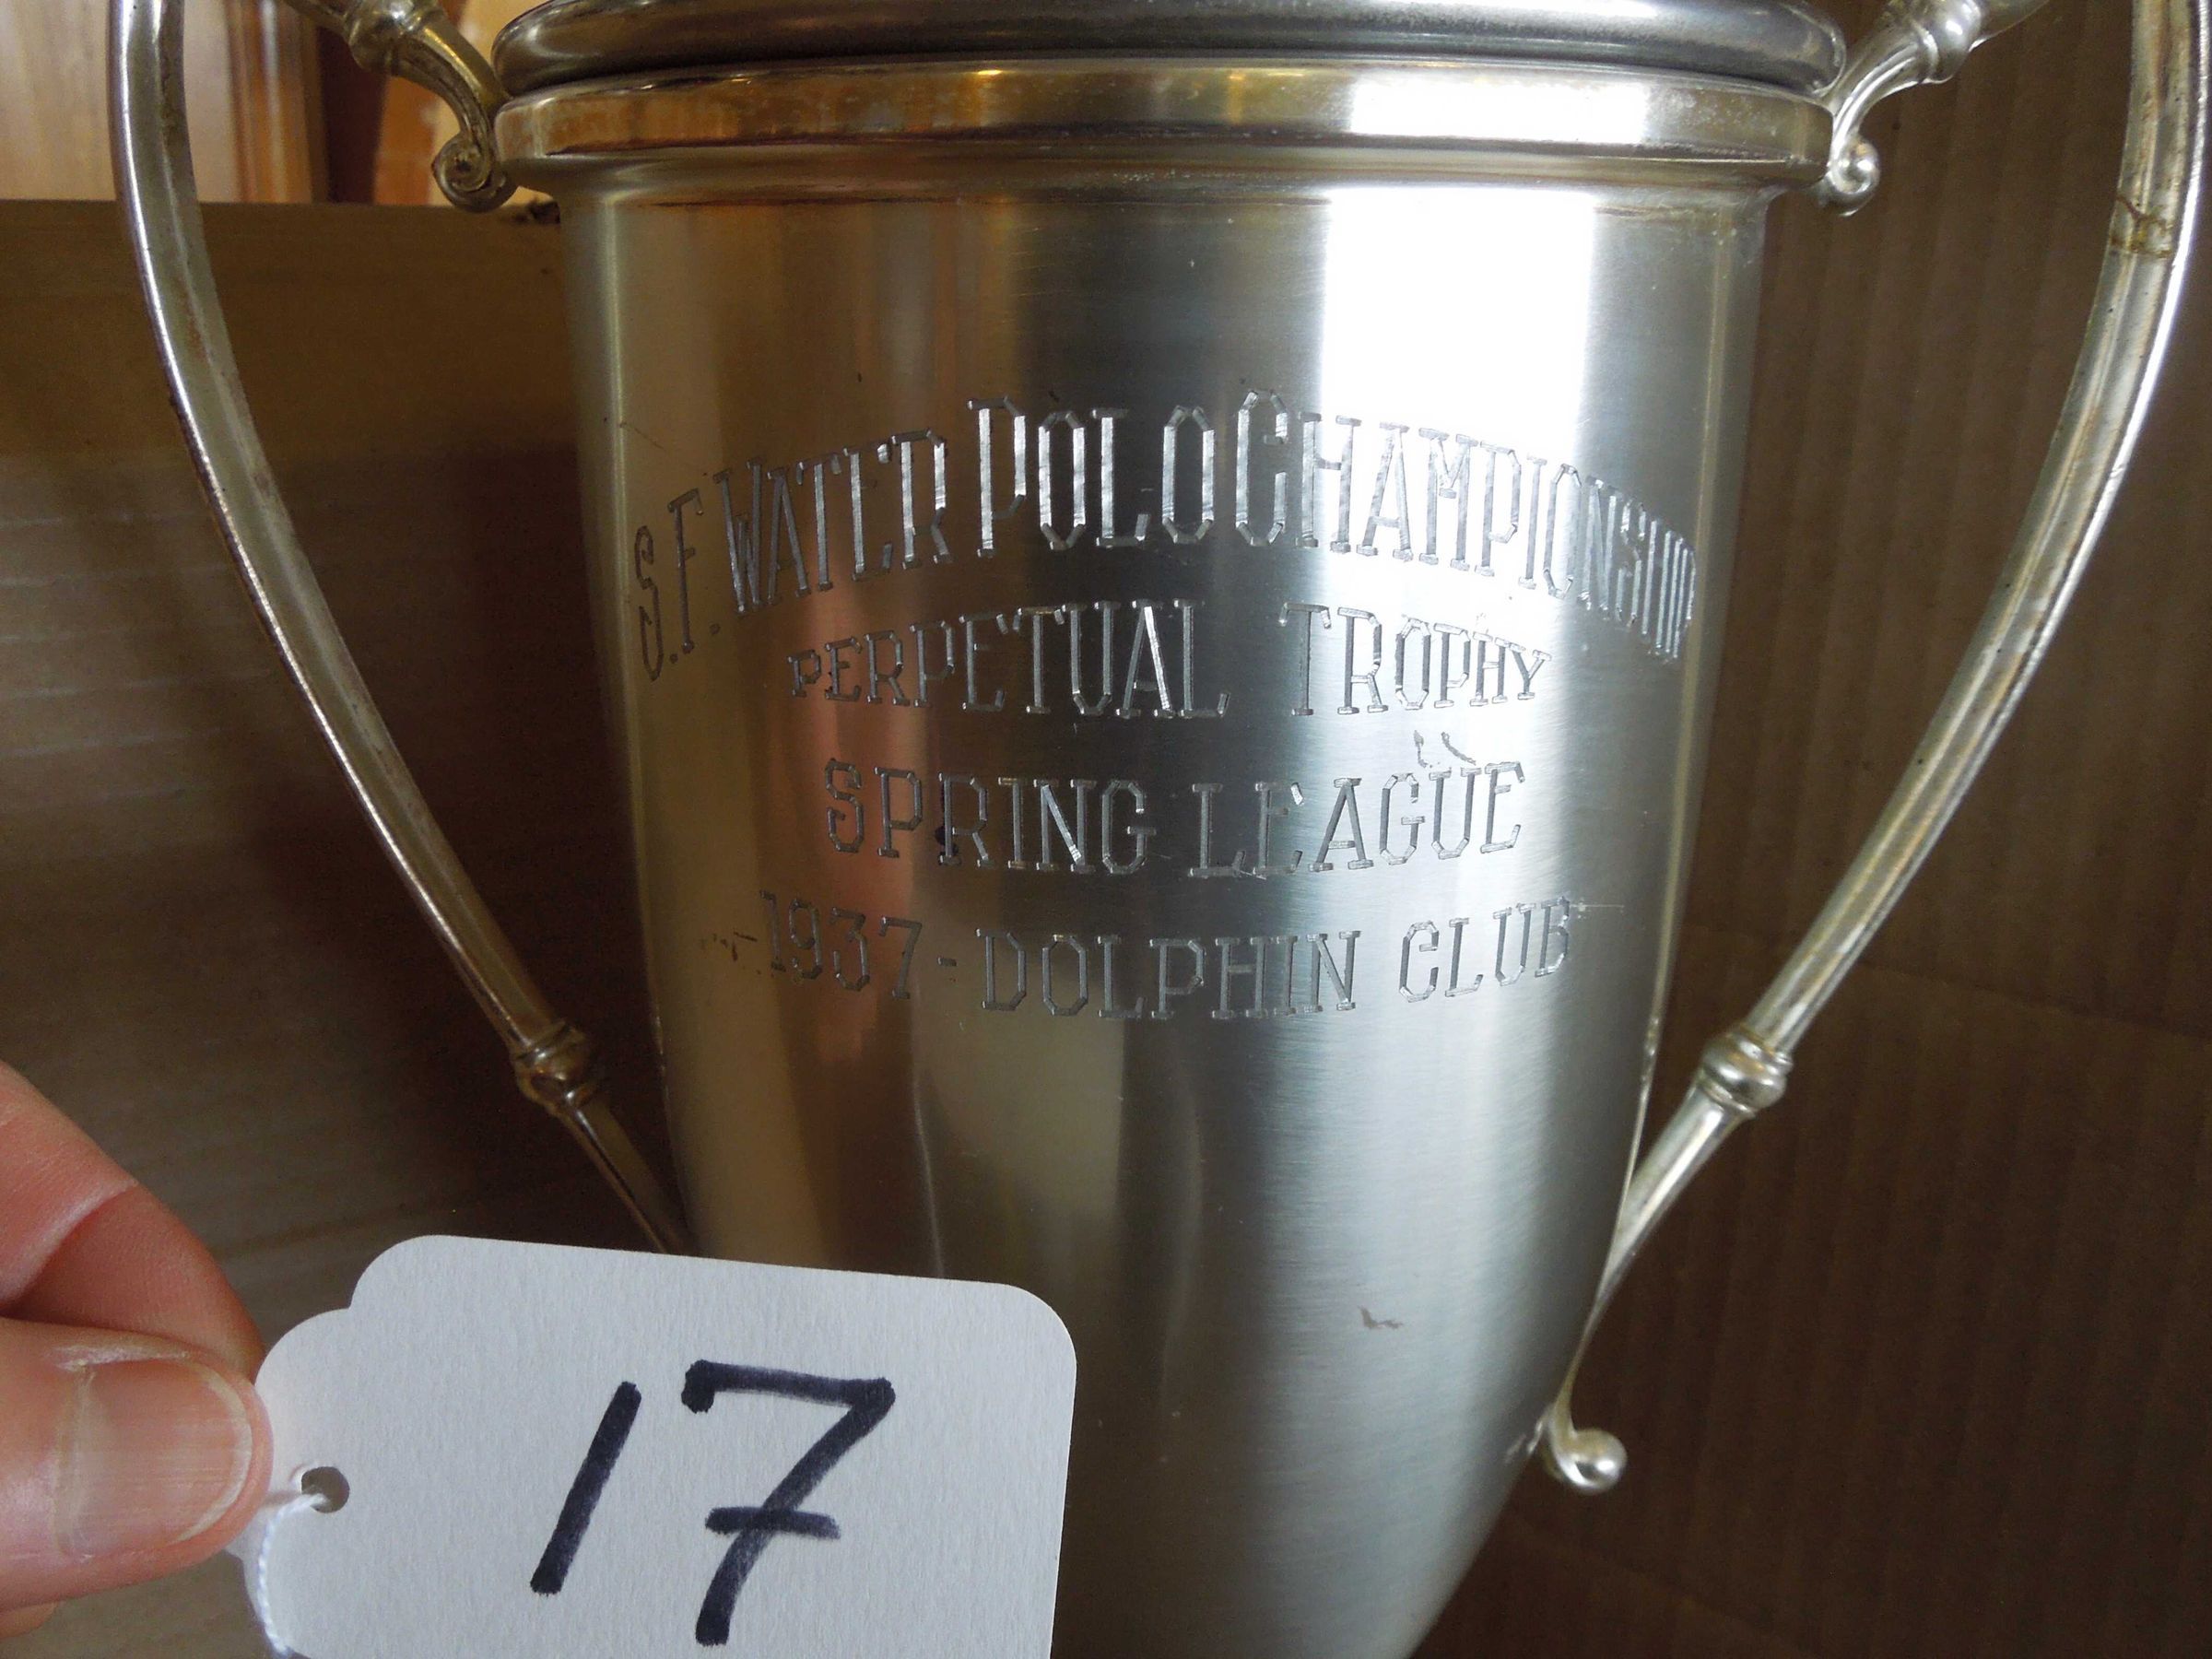 S.F. WATER POLO CHAMPIONSHIP
PERPETUAL TROPHY
SPRING LEAGUE
1937 - DOLPHIN CLUB
17